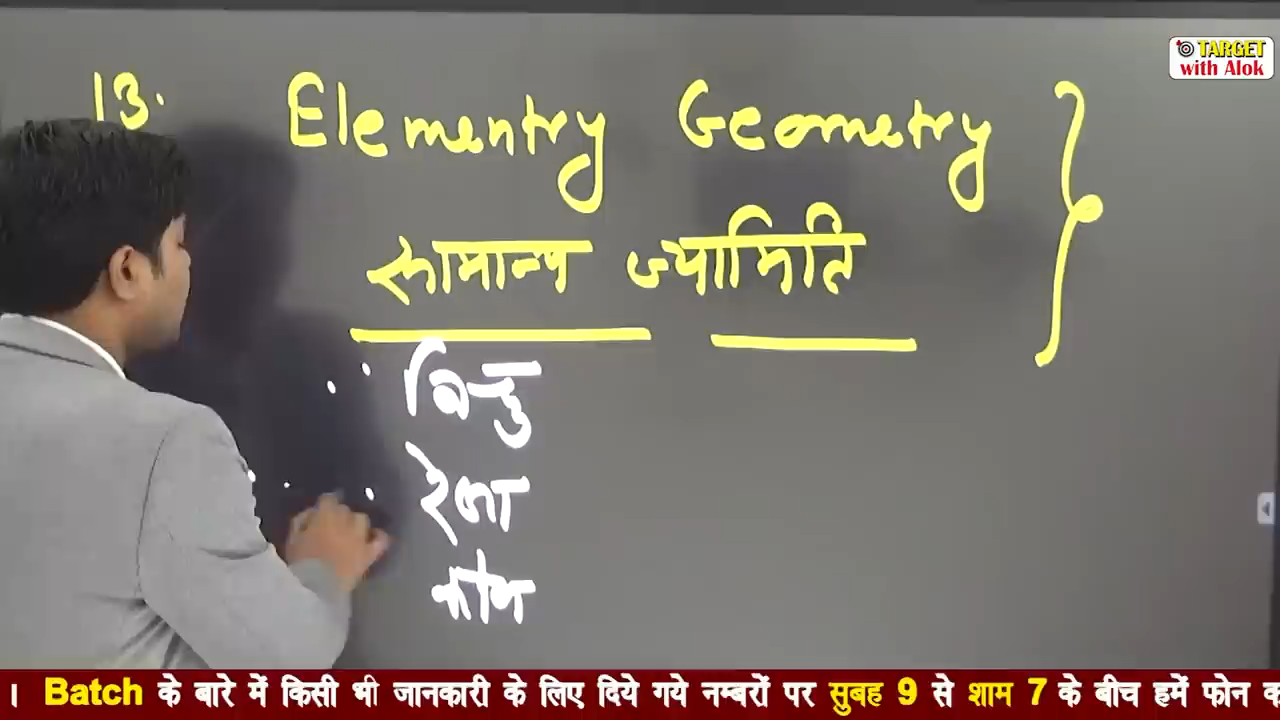 TARGET
with Alok
13. Elementry Geometry
सामान्य ज्यामिति
बिन्दु
रेखा
कोण
। Batch के बारे में किसी भी जानकारी के लिए दिये गये नम्बरों पर सुबह 9 से शाम 7 के बीच हमें फोन